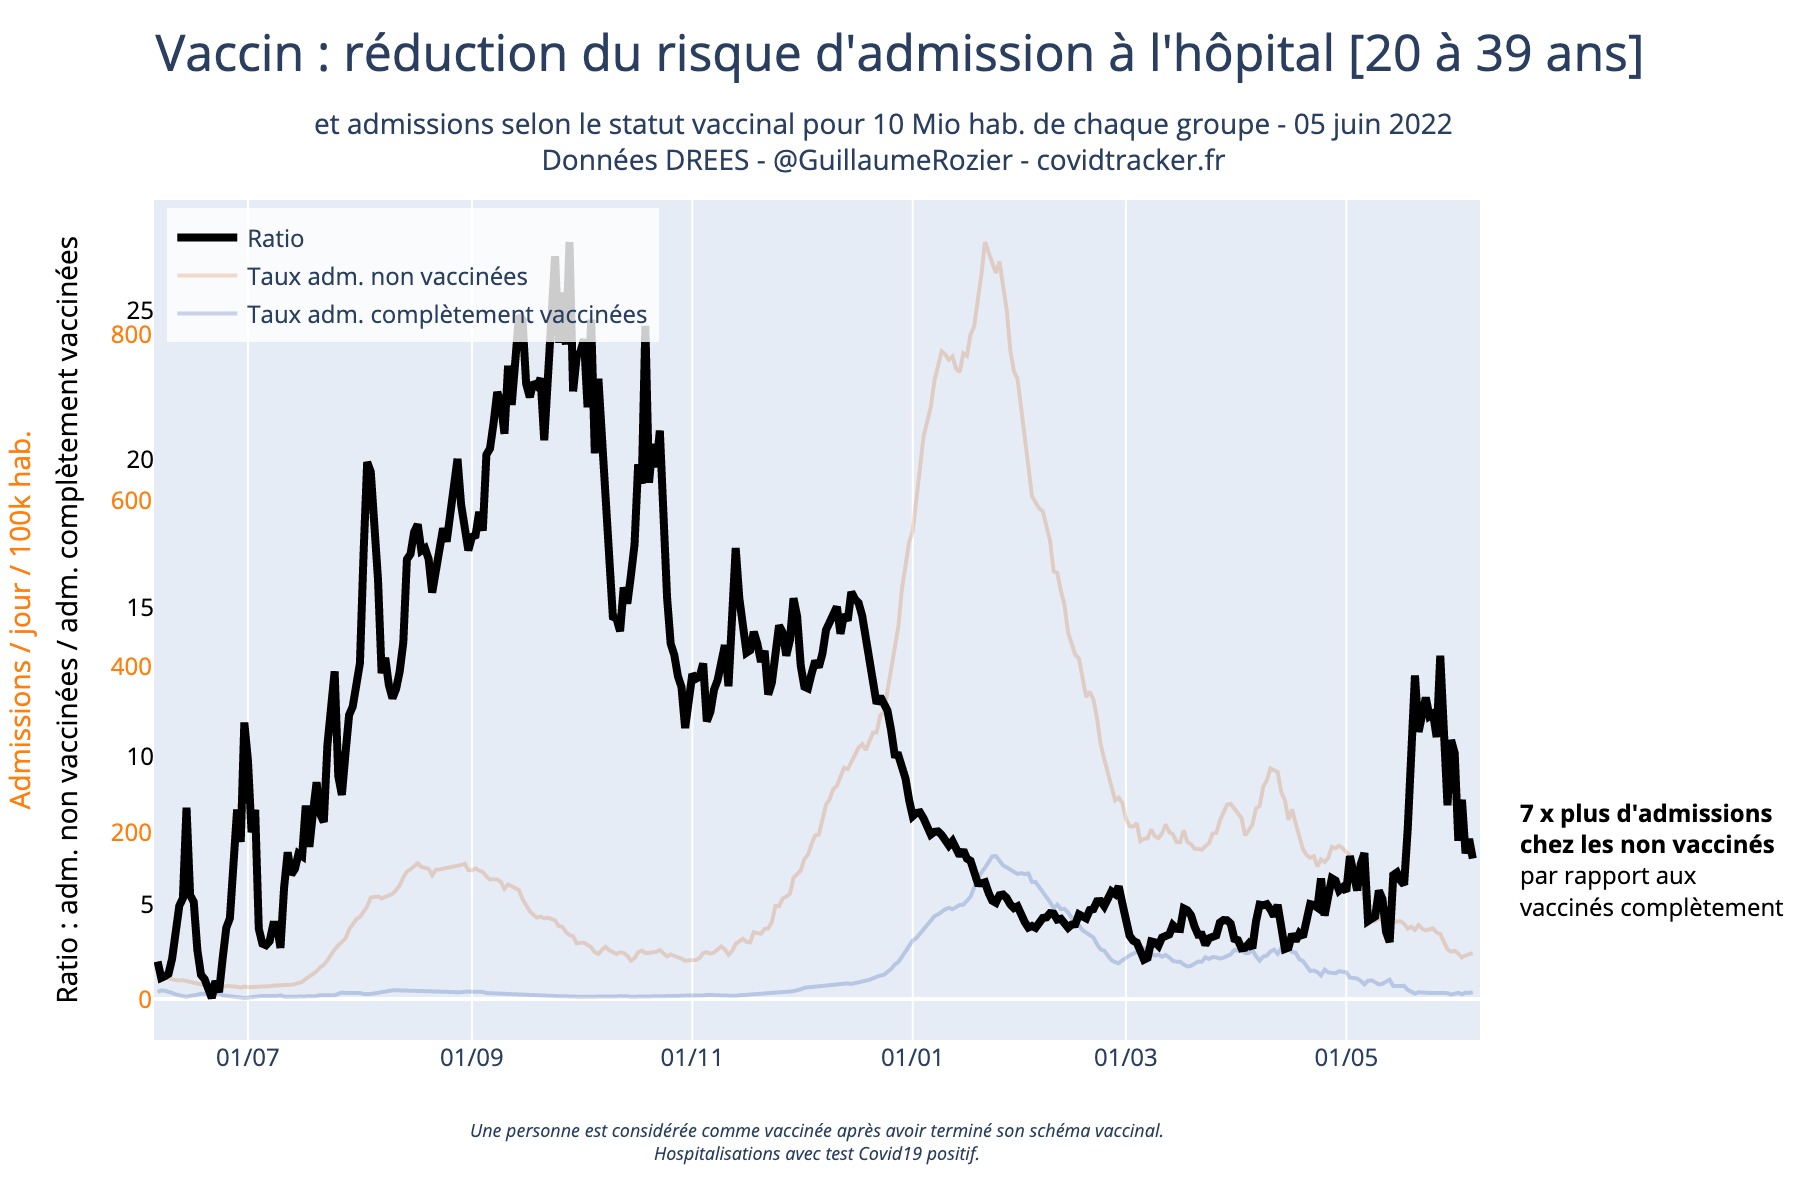 Vaccin : réduction du risque d'admission à l'hôpital [20 à 39 ans]
et admissions selon le statut vaccinal pour 10 Mio hab. de chaque groupe - 05 juin 2022
Données DREES - @GuillaumeRozier - covidtracker.fr
Admissions / jour / 100k hab.
Ratio : adm. non vaccinées / adm. complètement vaccinées
Ratio
Taux adm. non vaccinées
Taux adm. complètement vaccinées
25
800
20
600
15
400
10
200
5
0
01/07
01/09
01/11
01/01
01/03
01/05
7 x plus d'admissions
chez les non vaccinés
par rapport aux
vaccinés complètement
Une personne est considérée comme vaccinée après avoir terminé son schéma vaccinal.
Hospitalisations avec test Covid19 positif.